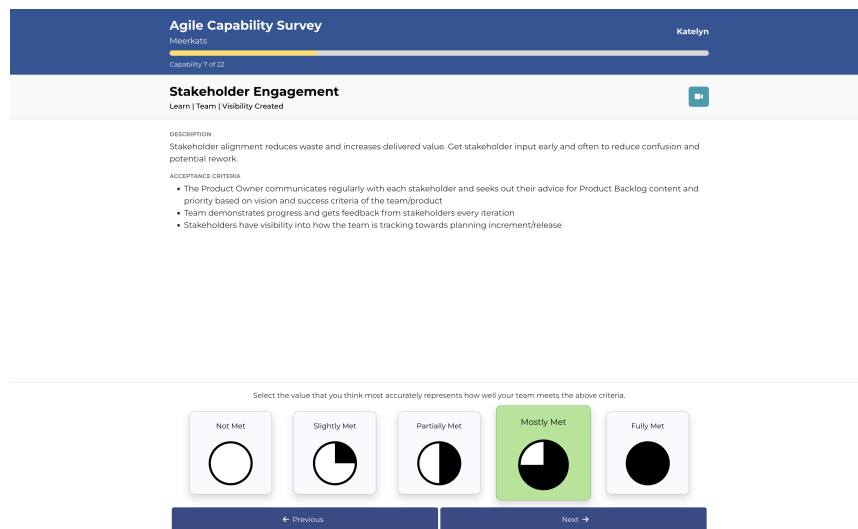 Agile Capability Survey
Meerkats
Katelyn
Capability 7 of 22
Stakeholder Engagement
Learn | Team | Visibility Created
DESCRIPTION
Stakeholder alignment reduces waste and increases delivered value. Get stakeholder input early and often to reduce confusion and
potential rework.
ACCEPTANCE CRITERIA
• The Product Owner communicates regularly with each stakeholder and seeks out their advice for Product Backlog content and
priority based on vision and success criteria of the team/product
• Team demonstrates progress and gets feedback from stakeholders every iteration
• Stakeholders have visibility into how the team is tracking towards planning increment/release
Select the value that you think most accurately represents how well your team meets the above criteria.
Not Met
Slightly Met
Partially Met
Mostly Met
Fully Met
← Previous
Next →